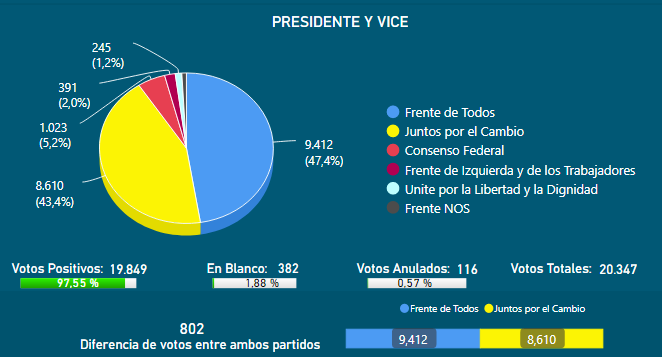 PRESIDENTE Y VICE
245
(1,2%)
391
(2,0%)
1.023
(5,2%)
8.610
(43,4%)
9.412
(47,4%)
Frente de Todos
Juntos por el Cambio
Consenso Federal
Frente de Izquierda y de los Trabajadores
Unite por la Libertad y la Dignidad
Frente NOS
Votos Positivos: 19.849
97,55 %
En Blanco: 382
1,88 %
Votos Anulados: 116
0,57 %
Votos Totales: 20.347
Frente de Todos Juntos por el Cambio
802
Diferencia de votos entre ambos partidos
9,412 8,610